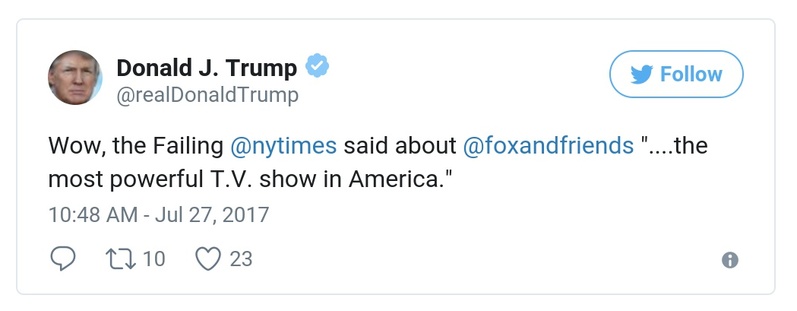 Donald J. Trump
@realDonaldTrump
Follow
Wow, the Failing @nytimes said about @foxandfriends "....the
most powerful T.V. show in America."
10:48 AM - Jul 27, 2017
10 23